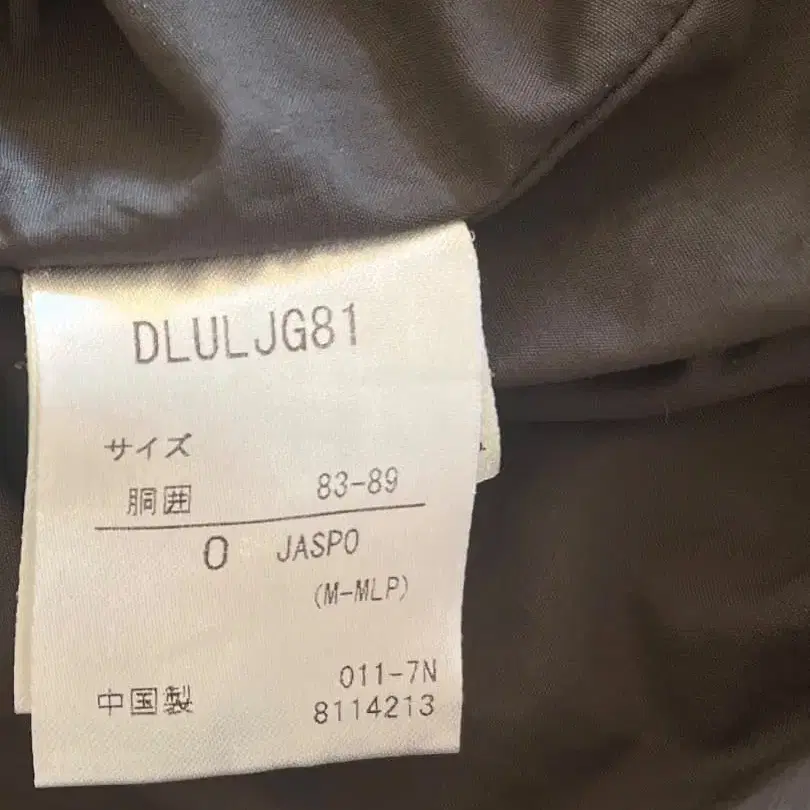 DLULJG81
サイズ
胴囲 83-89
O JASPO
(M-MLP)
011-7N
中国製 8114213